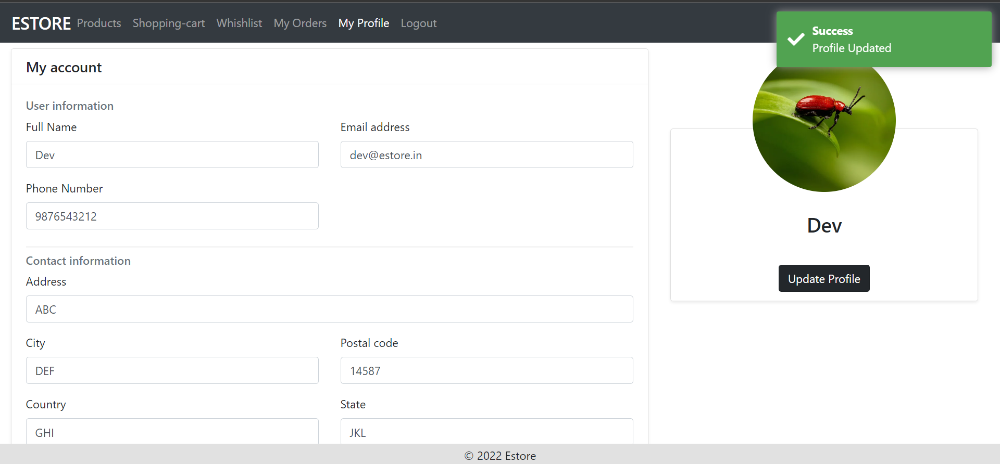 ESTORE Products Shopping-cart Whishlist My Orders My Profile Logout
Success
Profile Updated
My account
User information
Full Name Email address
Dev dev@estore.in
Phone Number
9876543212
Contact information
Address
ABC
City Postal code
DEF 14587
Country State
GHI JKL
Dev
Update Profile
© 2022 Estore